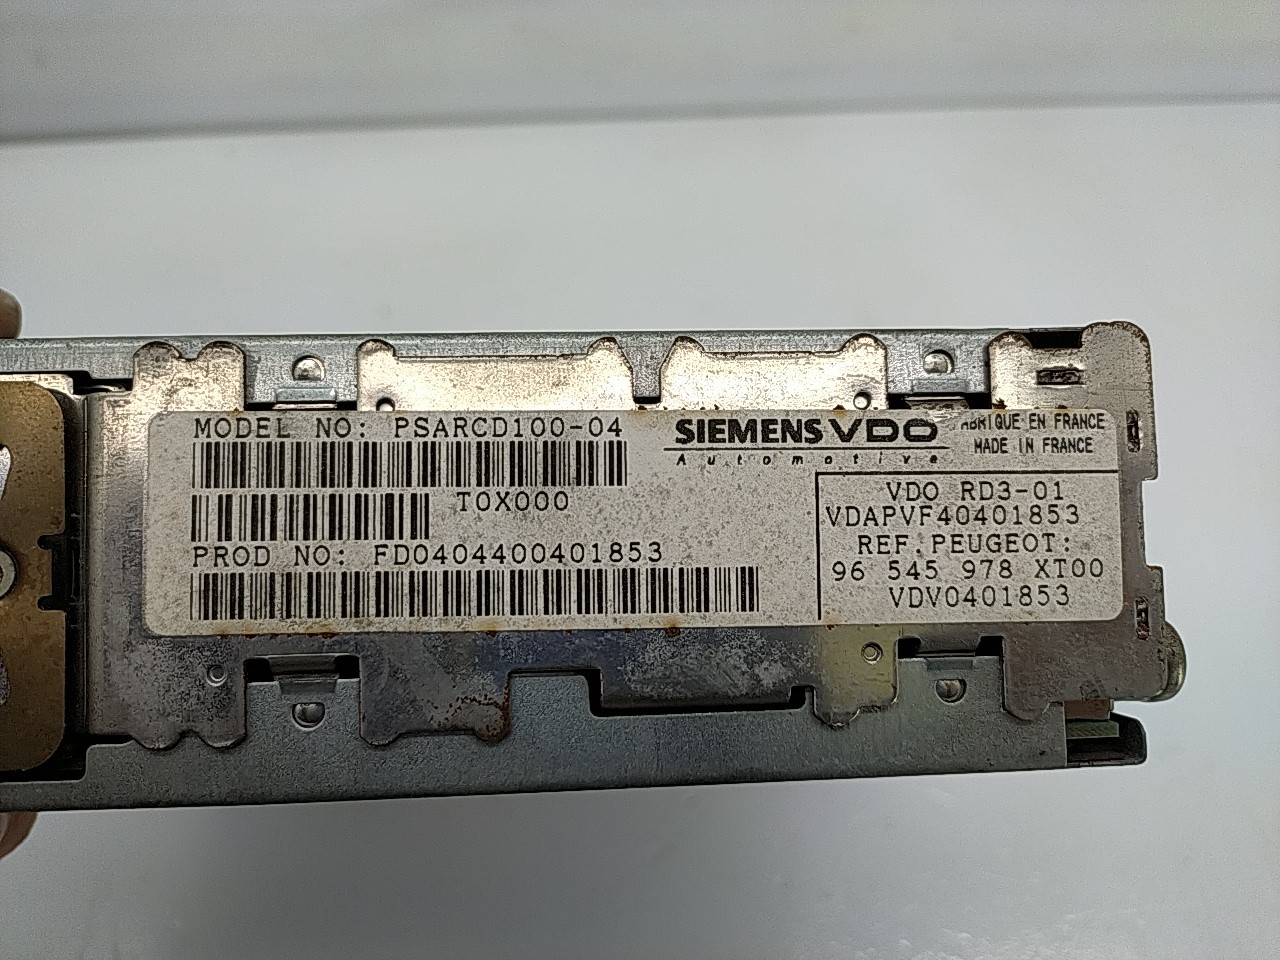 MODEL NO: PSARCD100-04
T0X000
PROD NO: FD0404400401853
SIEMENS VDO
Automotive
ABRIQUE EN FRANCE
MADE IN FRANCE
VDO RD3-01
VDAPVF40401853
REF. PEUGEOT:
96 545 978 XT00
VDV0401853